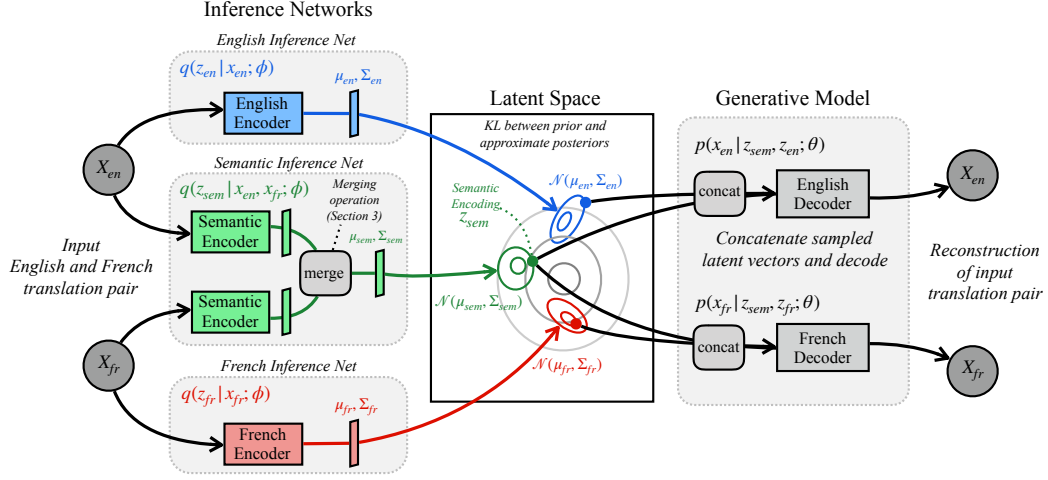 Inference Networks
English Inference Net
q(z_en | x_en; ϕ)
μ_en, Σ_en
English
Encoder
X_en
Semantic Inference Net
q(z_sem | x_en, x_fr; ϕ)
Merging
operation
(Section 3)
Semantic
Encoder
μ_sem, Σ_sem
merge
Semantic
Encoder
Input
English and French
translation pair
X_fr
French Inference Net
q(z_fr | x_fr; ϕ)
μ_fr, Σ_fr
French
Encoder
Latent Space
KL between prior and
approximate posteriors
𝒩(μ_en, Σ_en)
Semantic
Encoding
z_sem
𝒩(μ_sem, Σ_sem)
𝒩(μ_fr, Σ_fr)
Generative Model
p(x_en | z_sem, z_en; θ)
concat
English
Decoder
Concatenate sampled
latent vectors and decode
p(x_fr | z_sem, z_fr; θ)
concat
French
Decoder
X_en
Reconstruction
of input
translation pair
X_fr